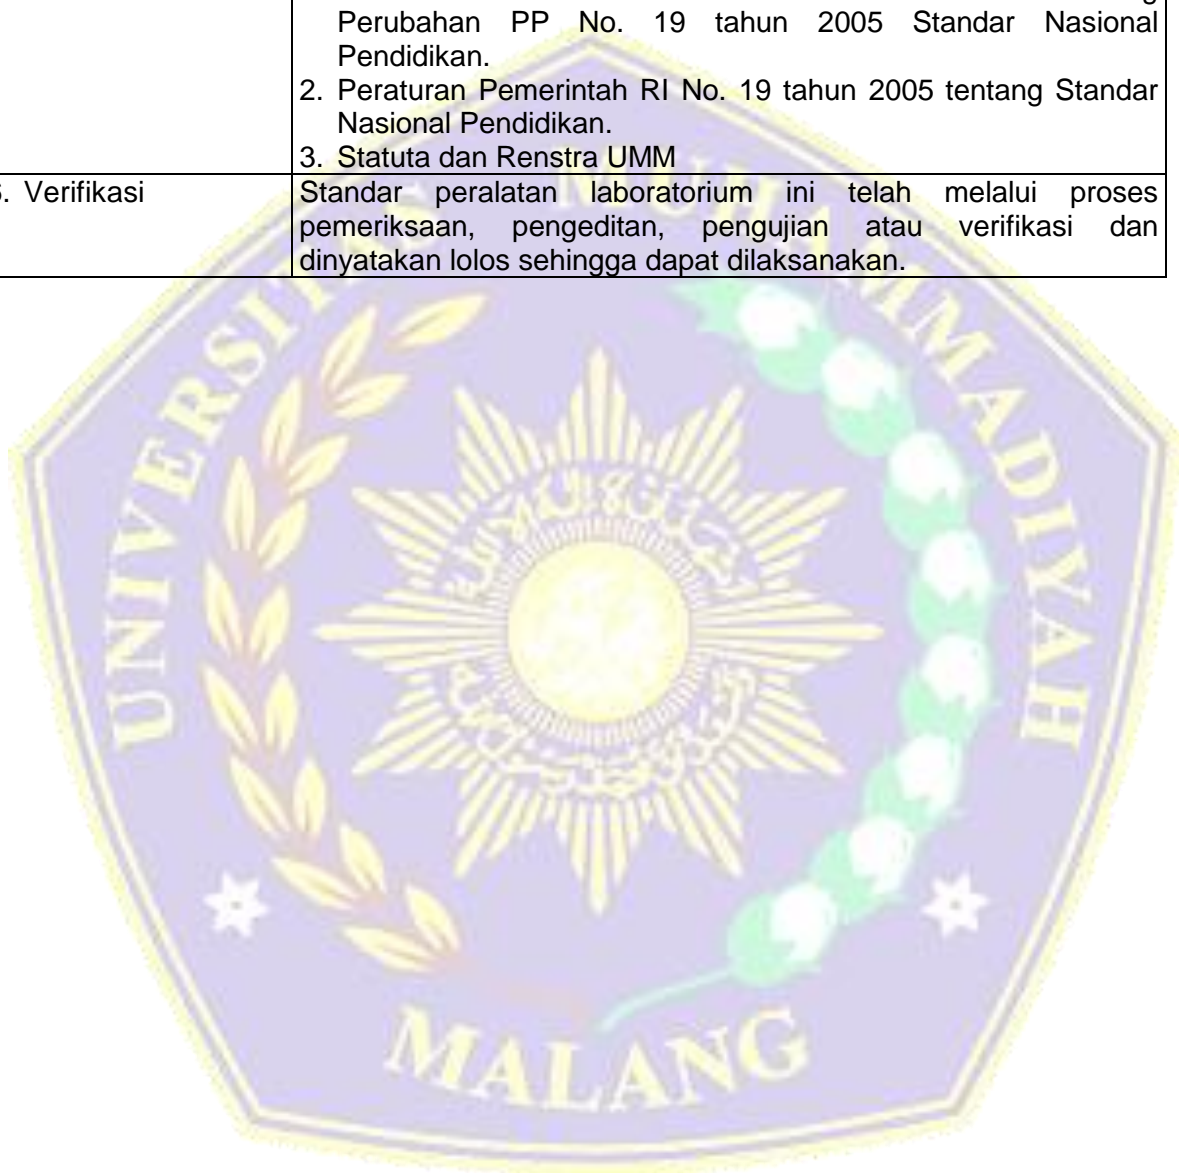 Perubahan PP No. 19 tahun 2005 Standar Nasional
Pendidikan.
2. Peraturan Pemerintah RI No. 19 tahun 2005 tentang Standar
Nasional Pendidikan.
3. Statuta dan Renstra UMM
. Verifikasi
Standar peralatan laboratorium ini telah melalui proses
pemeriksaan, pengeditan, pengujian atau verifikasi dan
dinyatakan lolos sehingga dapat dilaksanakan.
UNIVERSITAS MUHAMMADIYAH
MALANG